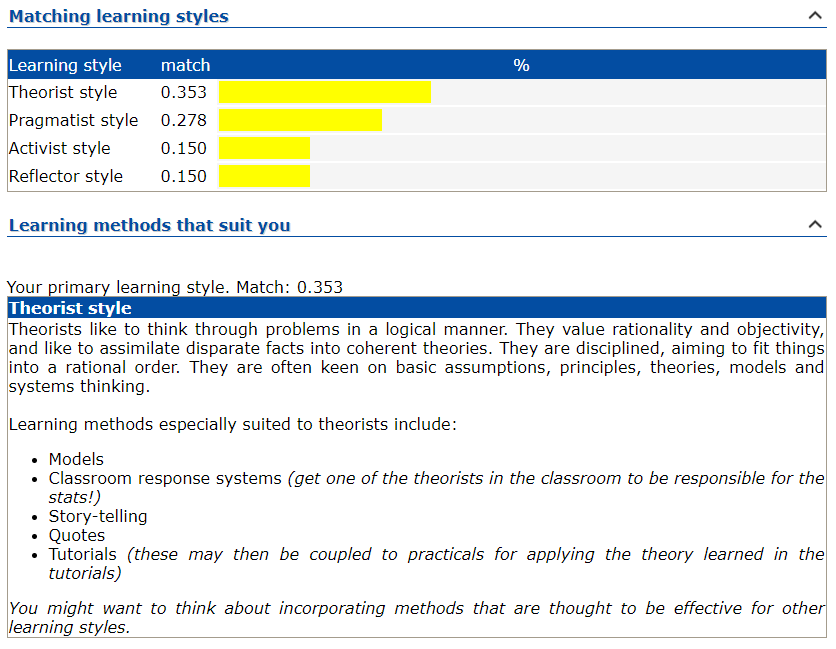 Matching learning styles
Learning style match %
Theorist style 0.353
Pragmatist style 0.278
Activist style 0.150
Reflector style 0.150
Learning methods that suit you
Your primary learning style. Match: 0.353
Theorist style
Theorists like to think through problems in a logical manner. They value rationality and objectivity,
and like to assimilate disparate facts into coherent theories. They are disciplined, aiming to fit things
into a rational order. They are often keen on basic assumptions, principles, theories, models and
systems thinking.
Learning methods especially suited to theorists include:
• Models
• Classroom response systems (get one of the theorists in the classroom to be responsible for the
stats!)
• Story-telling
• Quotes
• Tutorials (these may then be coupled to practicals for applying the theory learned in the
tutorials)
You might want to think about incorporating methods that are thought to be effective for other
learning styles.